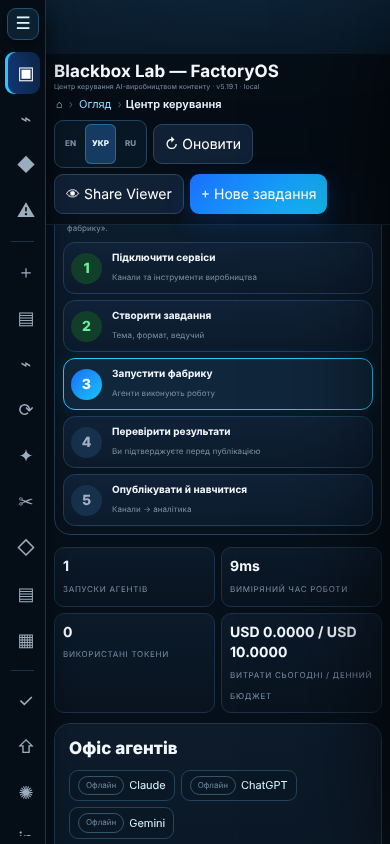 Blackbox Lab — FactoryOS
Центр керування AI-виробництвом контенту · v5.19.1 · local
Огляд › Центр керування
EN УКР RU
Оновити
Share Viewer
+ Нове завдання
фабрику».
1 Підключити сервіси
Канали та інструменти виробництва
2 Створити завдання
Тема, формат, ведучий
3 Запустити фабрику
Агенти виконують роботу
4 Перевірити результати
Ви підтверджуєте перед публікацією
5 Опублікувати й навчитися
Канали → аналітика
1
ЗАПУСКИ АГЕНТІВ
9ms
ВИМІРЯНИЙ ЧАС РОБОТИ
0
ВИКОРИСТАНІ ТОКЕНИ
USD 0.0000 / USD
10.0000
ВИТРАТИ СЬОГОДНІ / ДЕННИЙ
БЮДЖЕТ
Офіс агентів
Офлайн Claude
Офлайн ChatGPT
Офлайн Gemini